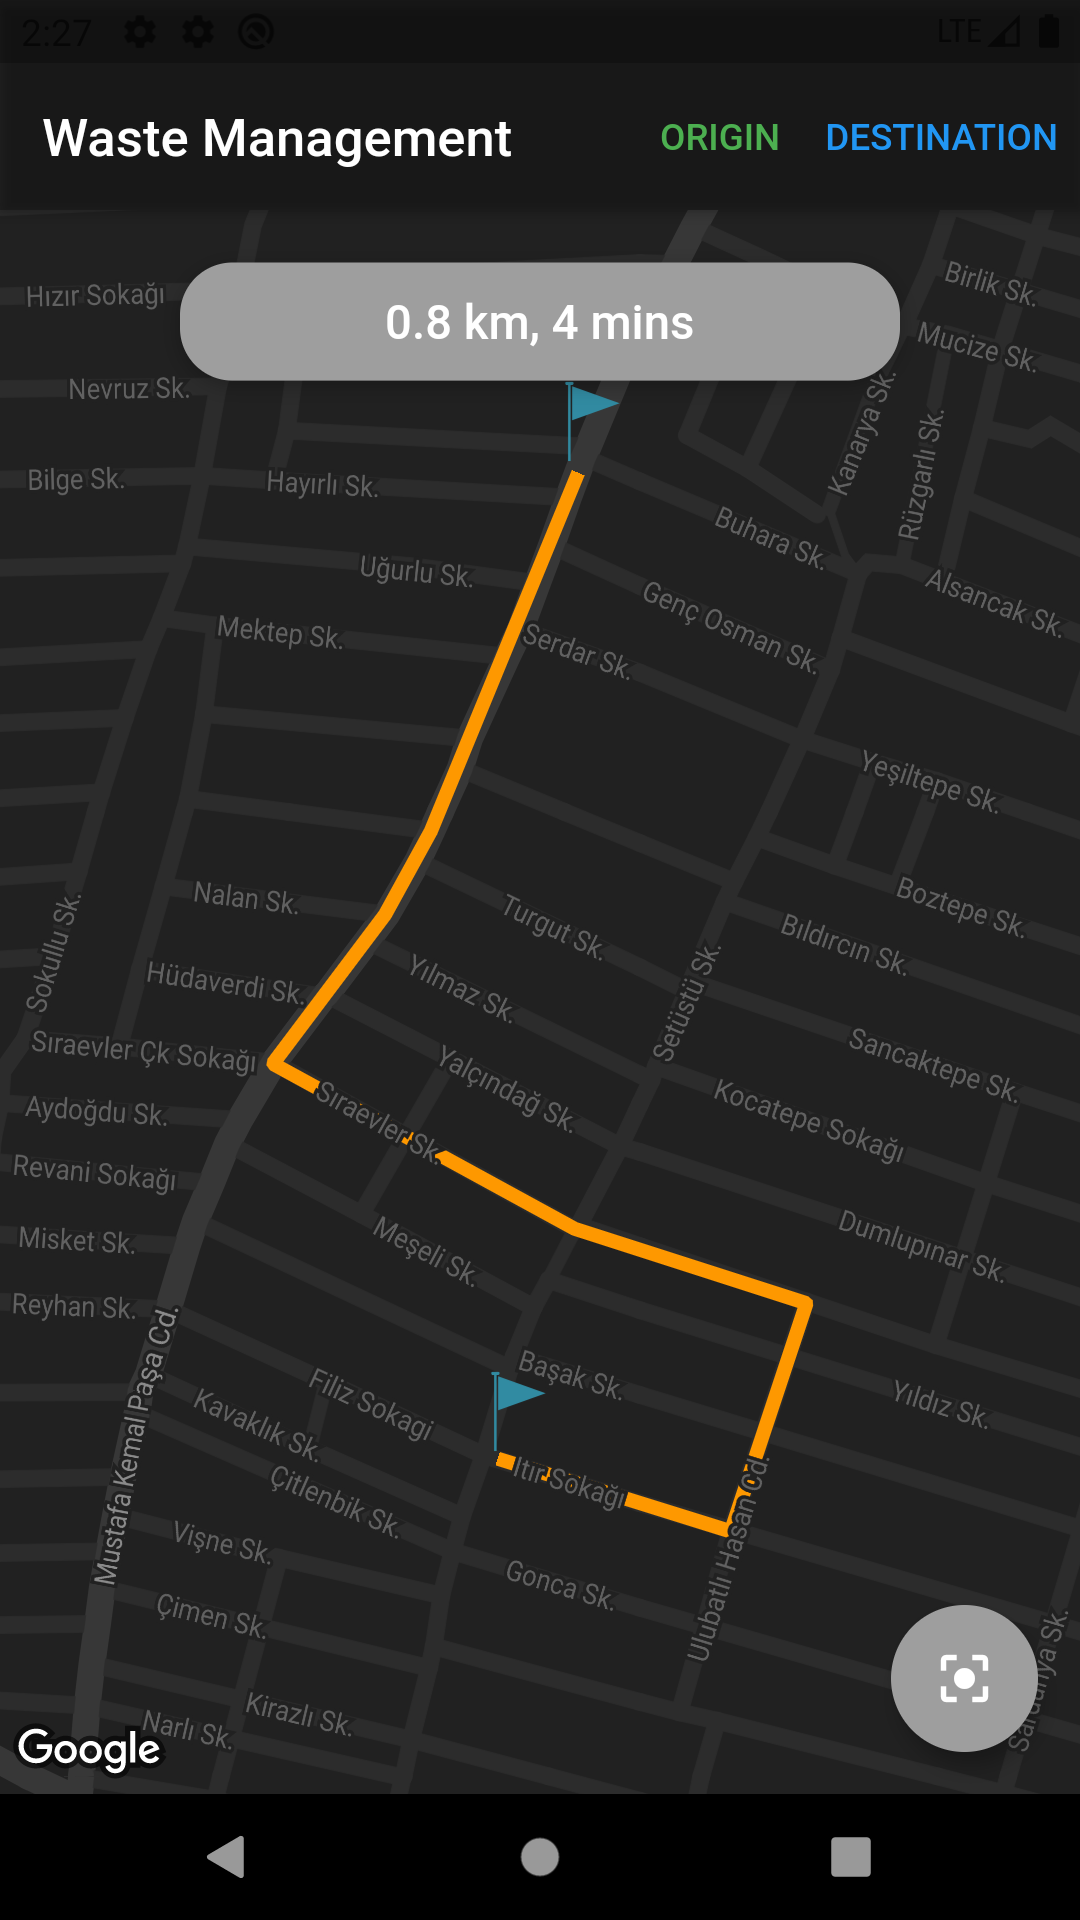 2:27
LTE
Waste Management
ORIGIN
DESTINATION
0.8 km, 4 mins
Hızır Sokağı
Birlik Sk.
Mucize Sk.
Nevruz Sk.
Kanarya Sk.
Rüzgarlı Sk.
Bilge Sk.
Hayırlı Sk.
Buhara Sk.
Uğurlu Sk.
Genç Osman Sk.
Alsancak Sk.
Mektep Sk.
Serdar Sk.
Yeşiltepe Sk.
Nalan Sk.
Turgut Sk.
Boztepe Sk.
Bıldırcın Sk.
Sokullu Sk.
Hüdaverdi Sk.
Yılmaz Sk.
Setüstü Sk.
Sıraevler Çk Sokağı
Yalçındağ Sk.
Sancaktepe Sk.
Aydoğdu Sk.
Sıraevler Sk.
Kocatepe Sokağı
Revani Sokağı
Misket Sk.
Meşeli Sk.
Dumlupınar Sk.
Reyhan Sk.
Mustafa Kemal Paşa Cd.
Filiz Sokagi
Başak Sk.
Yıldız Sk.
Kavaklık Sk.
Itır Sokağı
Çitlenbik Sk.
Ulubatlı Hasan Cd.
Vişne Sk.
Gonca Sk.
Çimen Sk.
Kirazlı Sk.
Narlı Sk.
Google